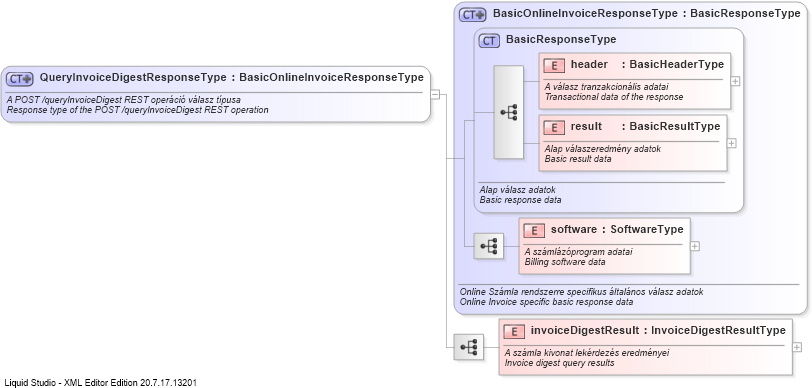 CT+ BasicOnlineInvoiceResponseType : BasicResponseType
CT BasicResponseType
E header : BasicHeaderType
A válasz tranzakcionális adatai
Transactional data of the response
E result : BasicResultType
Alap válaszeredmény adatok
Basic result data
Alap válasz adatok
Basic response data
CT+ QueryInvoiceDigestResponseType : BasicOnlineInvoiceResponseType
A POST /queryInvoiceDigest REST operáció válasz típusa
Response type of the POST /queryInvoiceDigest REST operation
E software : SoftwareType
A számlázóprogram adatai
Billing software data
Online Számla rendszerre specifikus általános válasz adatok
Online Invoice specific basic response data
E invoiceDigestResult : InvoiceDigestResultType
A számla kivonat lekérdezés eredményei
Invoice digest query results
Liquid Studio - XML Editor Edition 20.7.17.13201